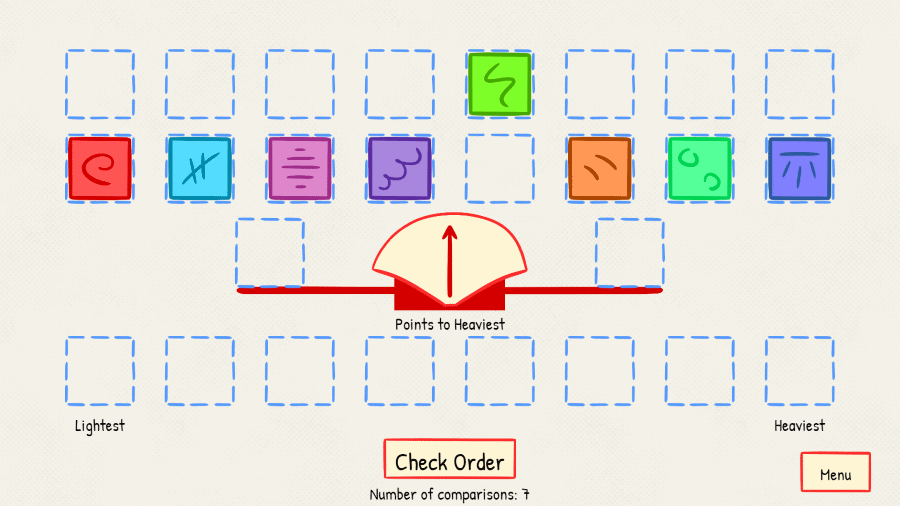 Points to Heaviest
Lightest
Heaviest
Check Order
Menu
Number of comparisons: 7